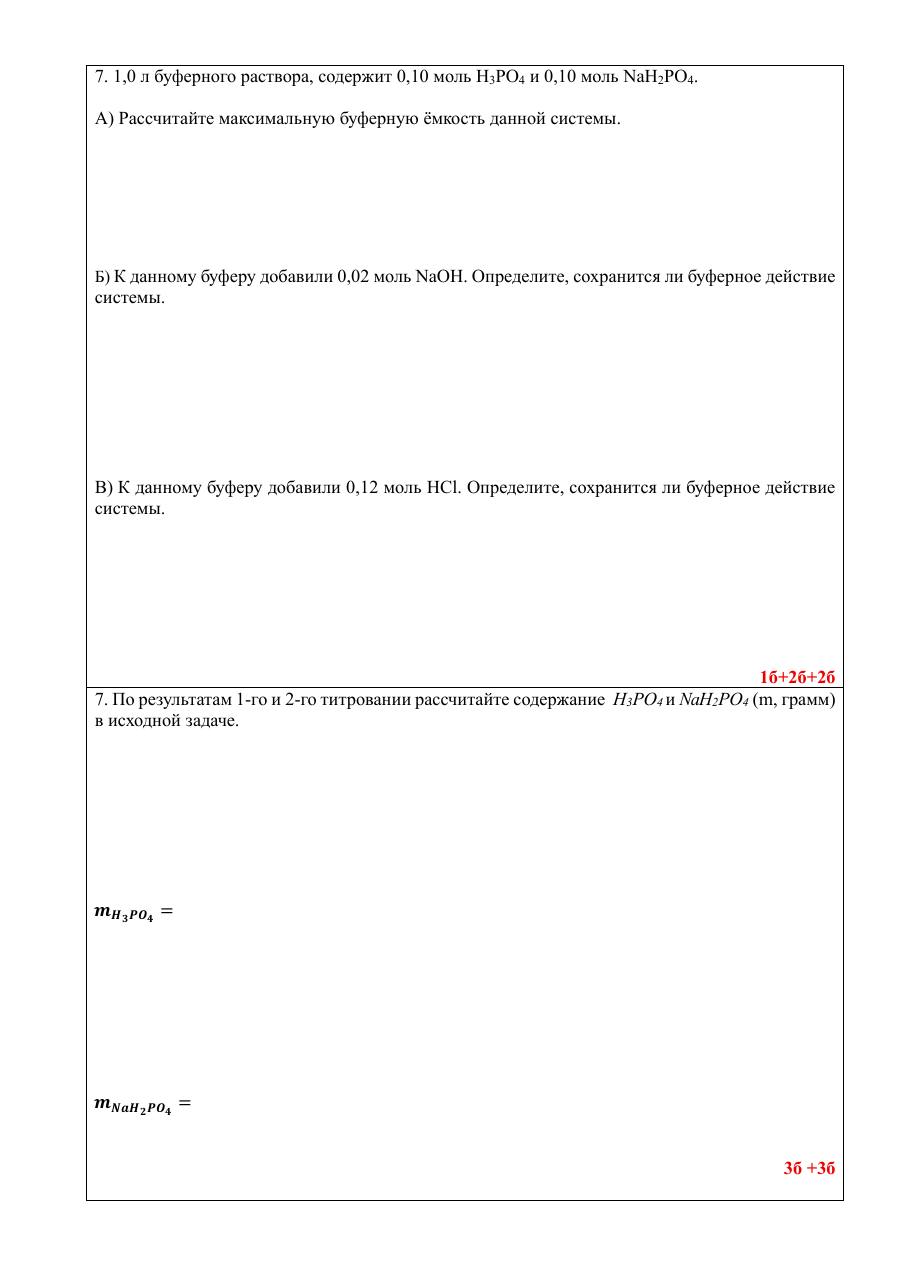 7. 1,0 л буферного раствора, содержит 0,10 моль H₃PO₄ и 0,10 моль NaH₂PO₄.
А) Рассчитайте максимальную буферную ёмкость данной системы.
Б) К данному буферу добавили 0,02 моль NaOH. Определите, сохранится ли буферное действие
системы.
В) К данному буферу добавили 0,12 моль HCl. Определите, сохранится ли буферное действие
системы.
1б+2б+2б
7. По результатам 1-го и 2-го титровании рассчитайте содержание H₃PO₄ и NaH₂PO₄ (m, грамм)
в исходной задаче.
m_{H₃PO₄} =
m_{NaH₂PO₄} =
3б +3б